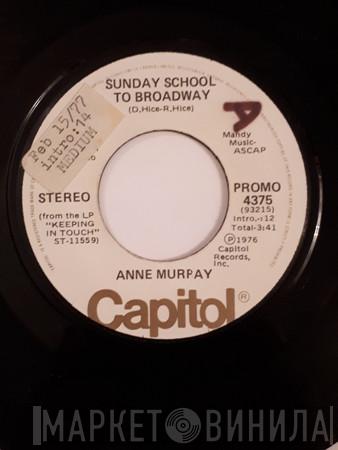 SUNDAY SCHOOL
TO BROADWAY
(D,Hice-R,Hice)
Feb 15/77
intro:14
MEDIUM
A
Mandy
Music-
ASCAP
STEREO
(from the LP
"KEEPING
IN TOUCH"
ST-11559)
PROMO
4375
(93215)
Intro.-:12
Total-3:41
Ⓟ1976
Capitol
Records,
Inc.
ANNE MURRAY
Capitol®
МАРКЕТ ВИНИЛА!